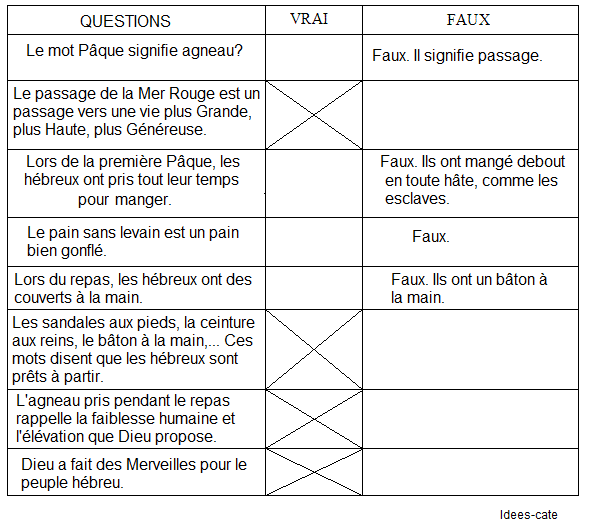 QUESTIONS VRAI FAUX
Le mot Pâque signifie agneau?
Faux. Il signifie passage.
Le passage de la Mer Rouge est un
passage vers une vie plus Grande,
plus Haute, plus Généreuse.
Lors de la première Pâque, les
hébreux ont pris tout leur temps
pour manger.
Faux. Ils ont mangé debout
en toute hâte, comme les
esclaves.
Le pain sans levain est un pain
bien gonflé.
Faux.
Lors du repas, les hébreux ont des
couverts à la main.
Faux. Ils ont un bâton à
la main.
Les sandales aux pieds, la ceinture
aux reins, le bâton à la main,... Ces
mots disent que les hébreux sont
prêts à partir.
L'agneau pris pendant le repas
rappelle la faiblesse humaine et
l'élévation que Dieu propose.
Dieu a fait des Merveilles pour le
peuple hébreu.
Idees-cate